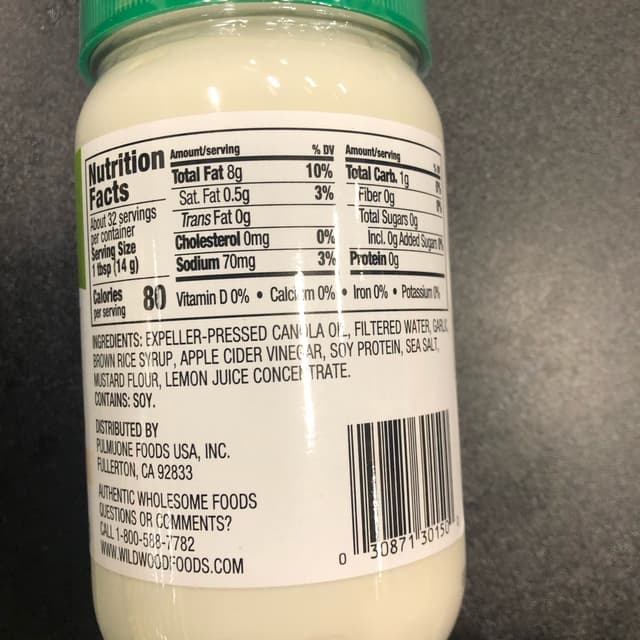 Nutrition Facts
About 32 servings per container
Serving Size
1 tbsp (14 g)
Calories per serving 80
Amount/serving % DV
Total Fat 8g 10%
Sat. Fat 0.5g 3%
Trans Fat 0g
Cholesterol 0mg 0%
Sodium 70mg 3%
Amount/serving
Total Carb. 1g
Fiber 0g
Total Sugars 0g
Incl. 0g Added Sugars
Protein 0g
Vitamin D 0% • Calcium 0% • Iron 0% • Potassium
INGREDIENTS: EXPELLER-PRESSED CANOLA OIL, FILTERED WATER, GARLIC,
BROWN RICE SYRUP, APPLE CIDER VINEGAR, SOY PROTEIN, SEA SALT,
MUSTARD FLOUR, LEMON JUICE CONCENTRATE.
CONTAINS: SOY.
DISTRIBUTED BY
PULMUONE FOODS USA, INC.
FULLERTON, CA 92833
AUTHENTIC WHOLESOME FOODS
QUESTIONS OR COMMENTS?
CALL 1-800-588-7782
WWW.WILDWOODFOODS.COM
0 30871 30150